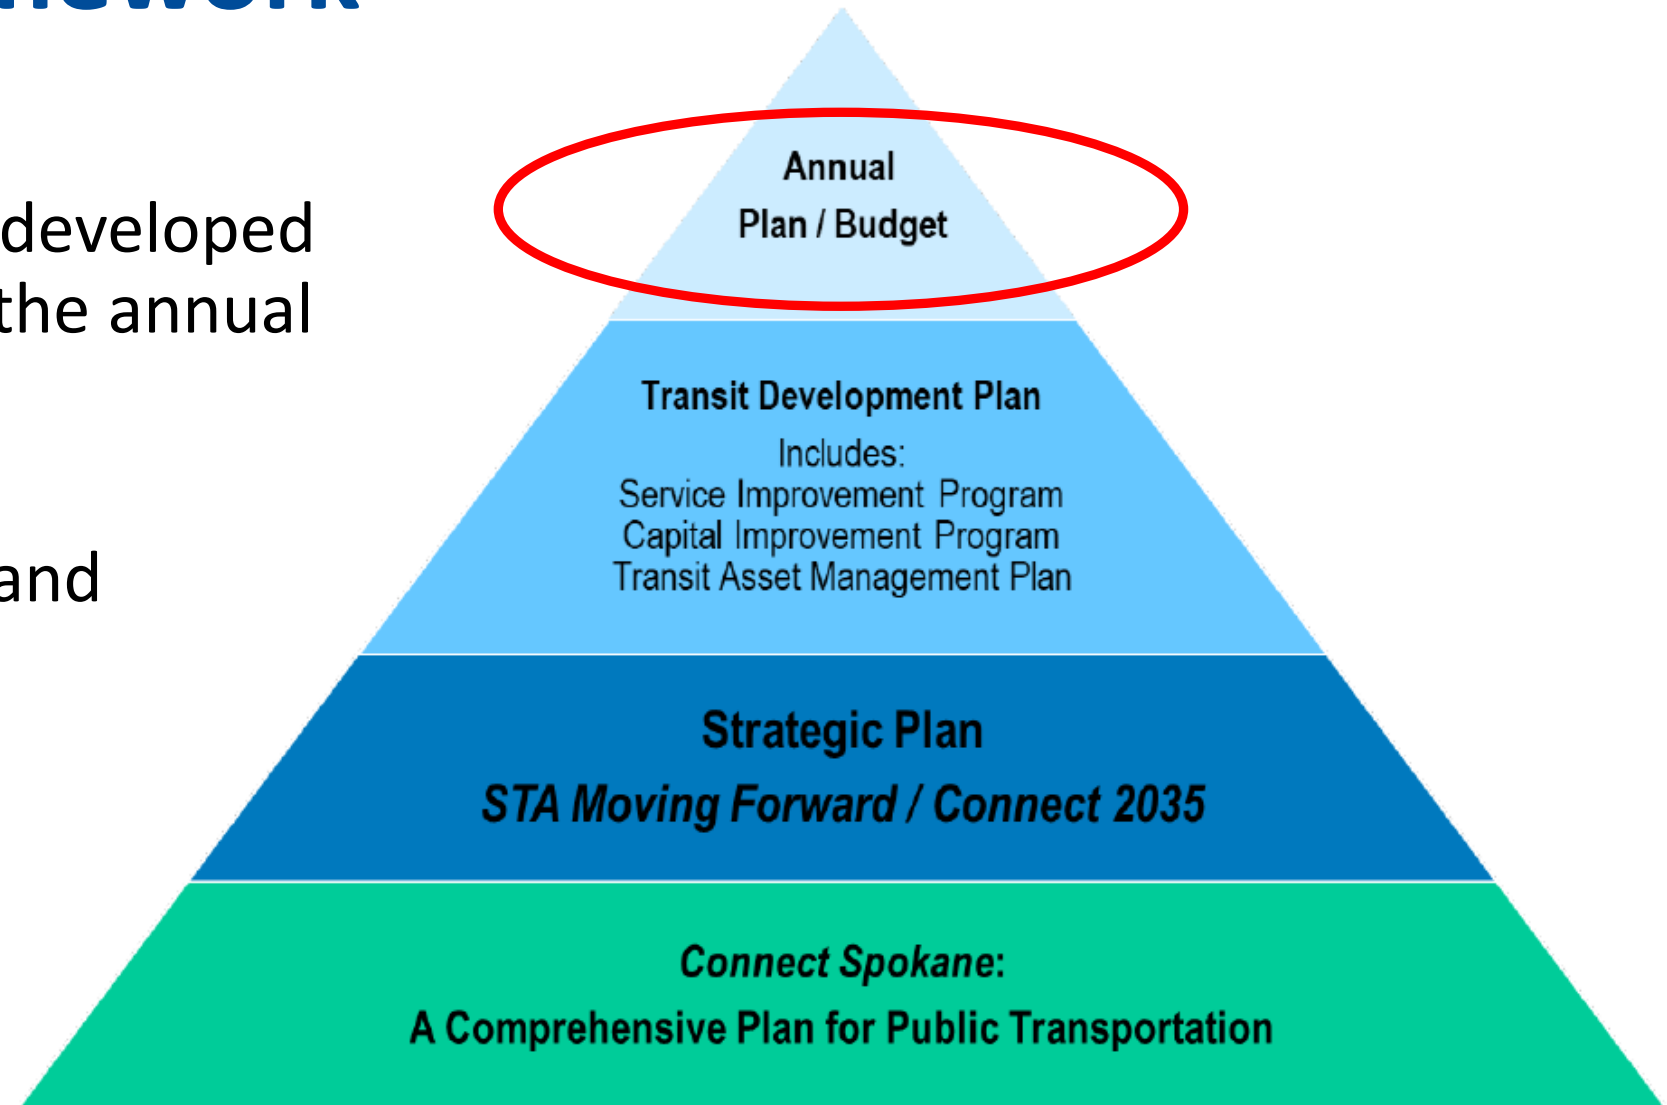 developed
the annual
and
Annual
Plan / Budget
Transit Development Plan
Includes:
Service Improvement Program
Capital Improvement Program
Transit Asset Management Plan
Strategic Plan
STA Moving Forward / Connect 2035
Connect Spokane:
A Comprehensive Plan for Public Transportation